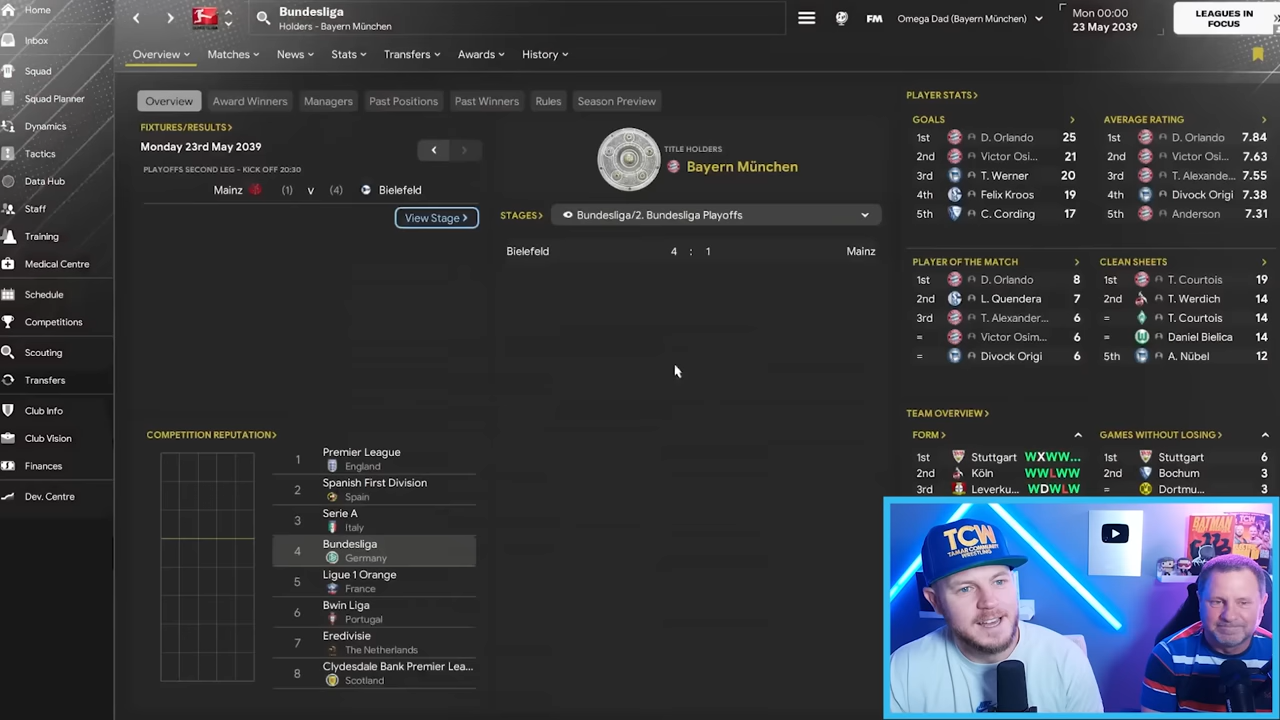 Home
Inbox
Squad
Squad Planner
Dynamics
Tactics
Data Hub
Staff
Training
Medical Centre
Schedule
Competitions
Scouting
Transfers
Club Info
Club Vision
Finances
Dev. Centre
Bundesliga
Holders - Bayern München
FM
Omega Dad (Bayern München)
Mon 00:00
23 May 2039
LEAGUES IN
FOCUS
Overview Matches News Stats Transfers Awards History
Overview Award Winners Managers Past Positions Past Winners Rules Season Preview
FIXTURES/RESULTS
Monday 23rd May 2039
PLAYOFFS SECOND LEG - KICK OFF 20:30
Mainz (1) v (4) Bielefeld
View Stage
TITLE HOLDERS
Bayern München
STAGES
Bundesliga/2. Bundesliga Playoffs
Bielefeld 4 : 1 Mainz
COMPETITION REPUTATION
1 Premier League
England
2 Spanish First Division
Spain
3 Serie A
Italy
4 Bundesliga
Germany
5 Ligue 1 Orange
France
6 Bwin Liga
Portugal
7 Eredivisie
The Netherlands
8 Clydesdale Bank Premier Lea...
Scotland
PLAYER STATS
GOALS
1st D. Orlando 25
2nd Victor Osi... 21
3rd T. Werner 20
4th Felix Kroos 19
5th C. Cording 17
AVERAGE RATING
1st D. Orlando 7.84
2nd Victor Osi... 7.63
3rd T. Alexande... 7.55
4th Divock Origi 7.38
5th Anderson 7.31
PLAYER OF THE MATCH
1st D. Orlando 8
2nd L. Quendera 7
3rd T. Alexander... 6
= Victor Osim... 6
= Divock Origi 6
CLEAN SHEETS
1st T. Courtois 19
2nd T. Werdich 14
= T. Courtois 14
= Daniel Bielica 14
5th A. Nübel 12
TEAM OVERVIEW
FORM
1st Stuttgart WXWW...
2nd Köln WWLWW
3rd Leverku... WDWLW
GAMES WITHOUT LOSING
1st Stuttgart 6
2nd Bochum 3
= Dortmu... 3
TCW
TAMAR COMMUNITY
WRESTLING
BATMAN
TCW